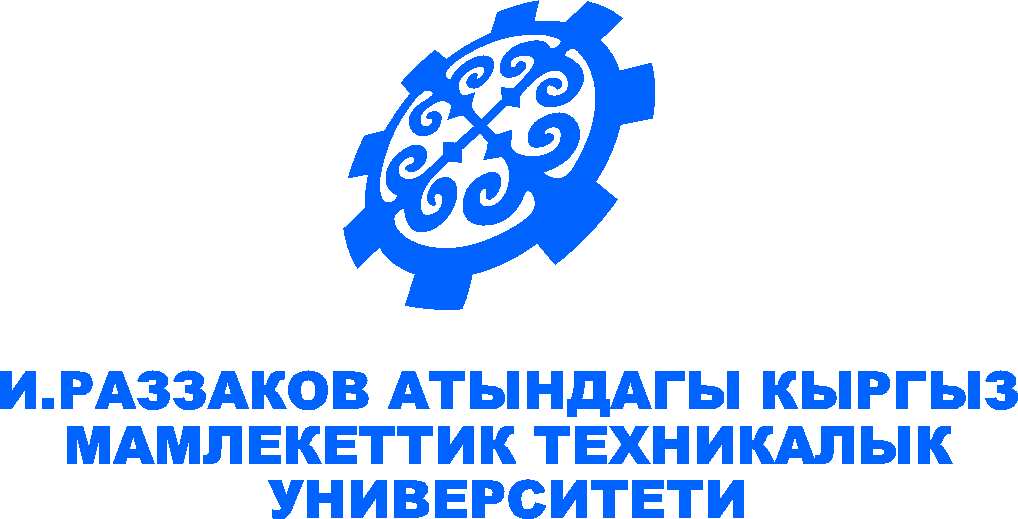 И.РАЗЗАКОВ АТЫНДАГЫ КЫРГЫЗ
МАМЛЕКЕТТИК ТЕХНИКАЛЫК
УНИВЕРСИТЕТИ